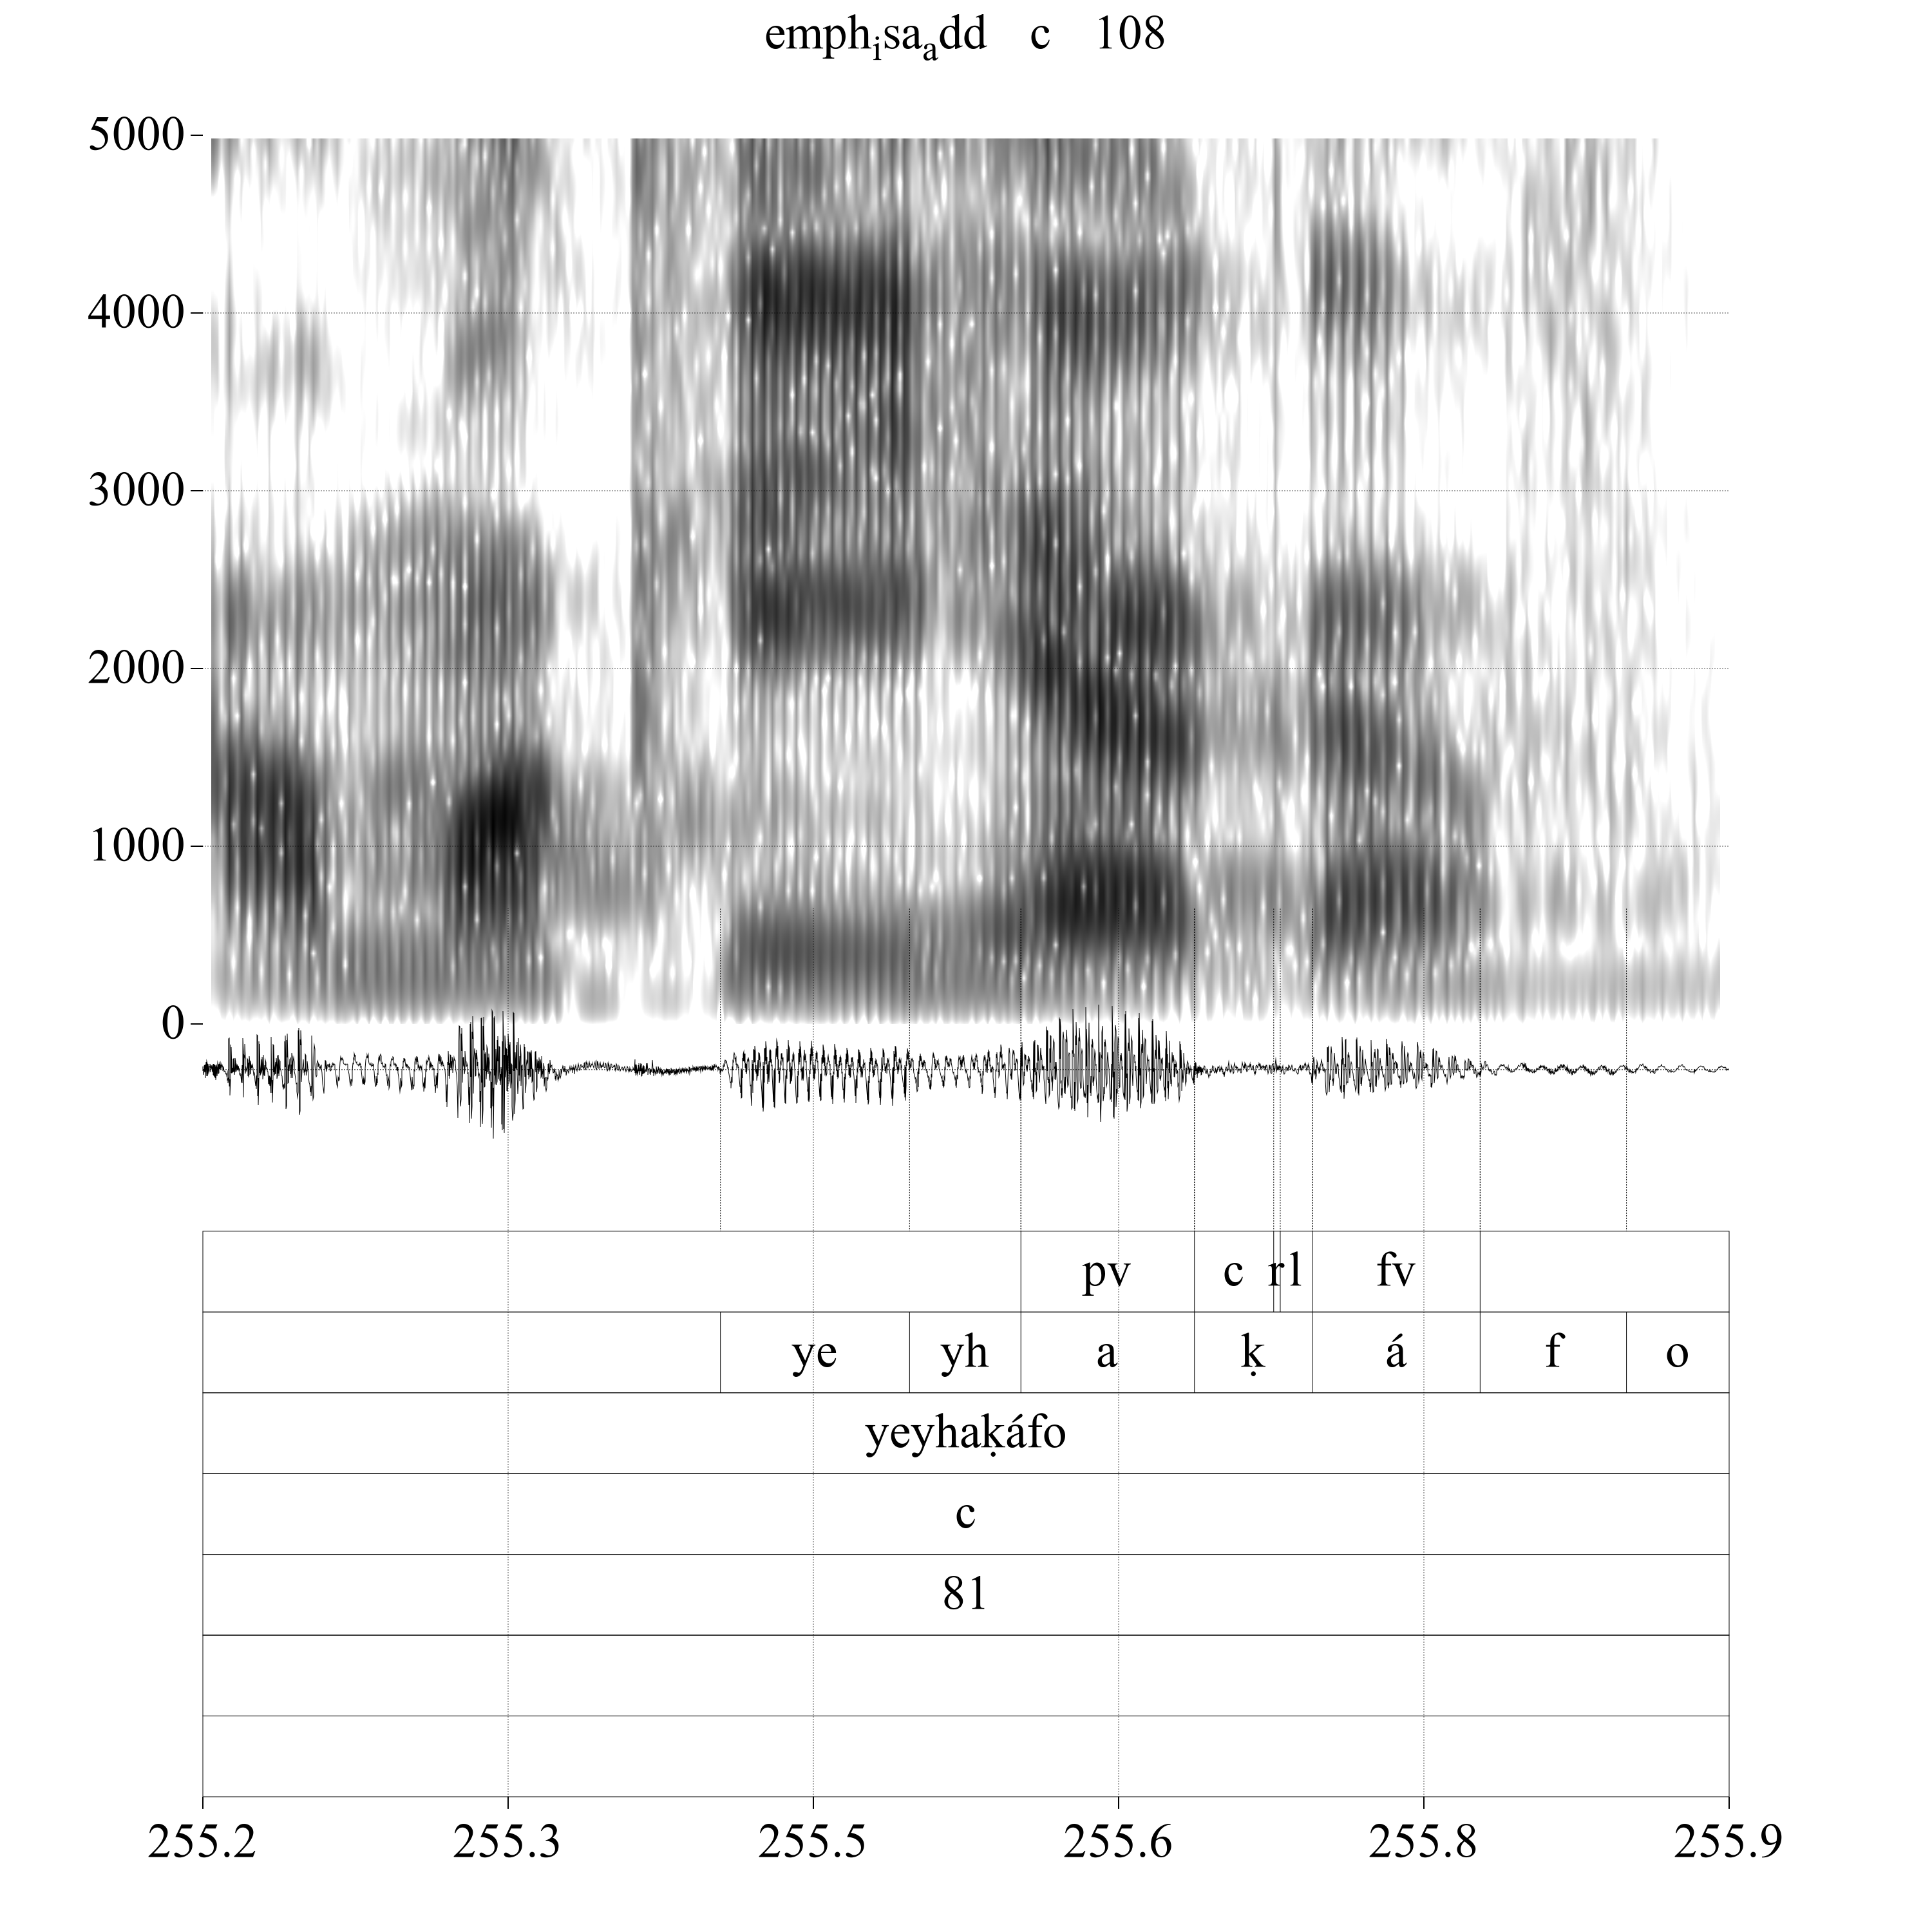 emphᵢsaₐdd c 108
5000
4000
3000
2000
1000
0
pv c r l fv
ye yh a ḳ á f o
yeyhaḳáfo
c
81
255.2 255.3 255.5 255.6 255.8 255.9